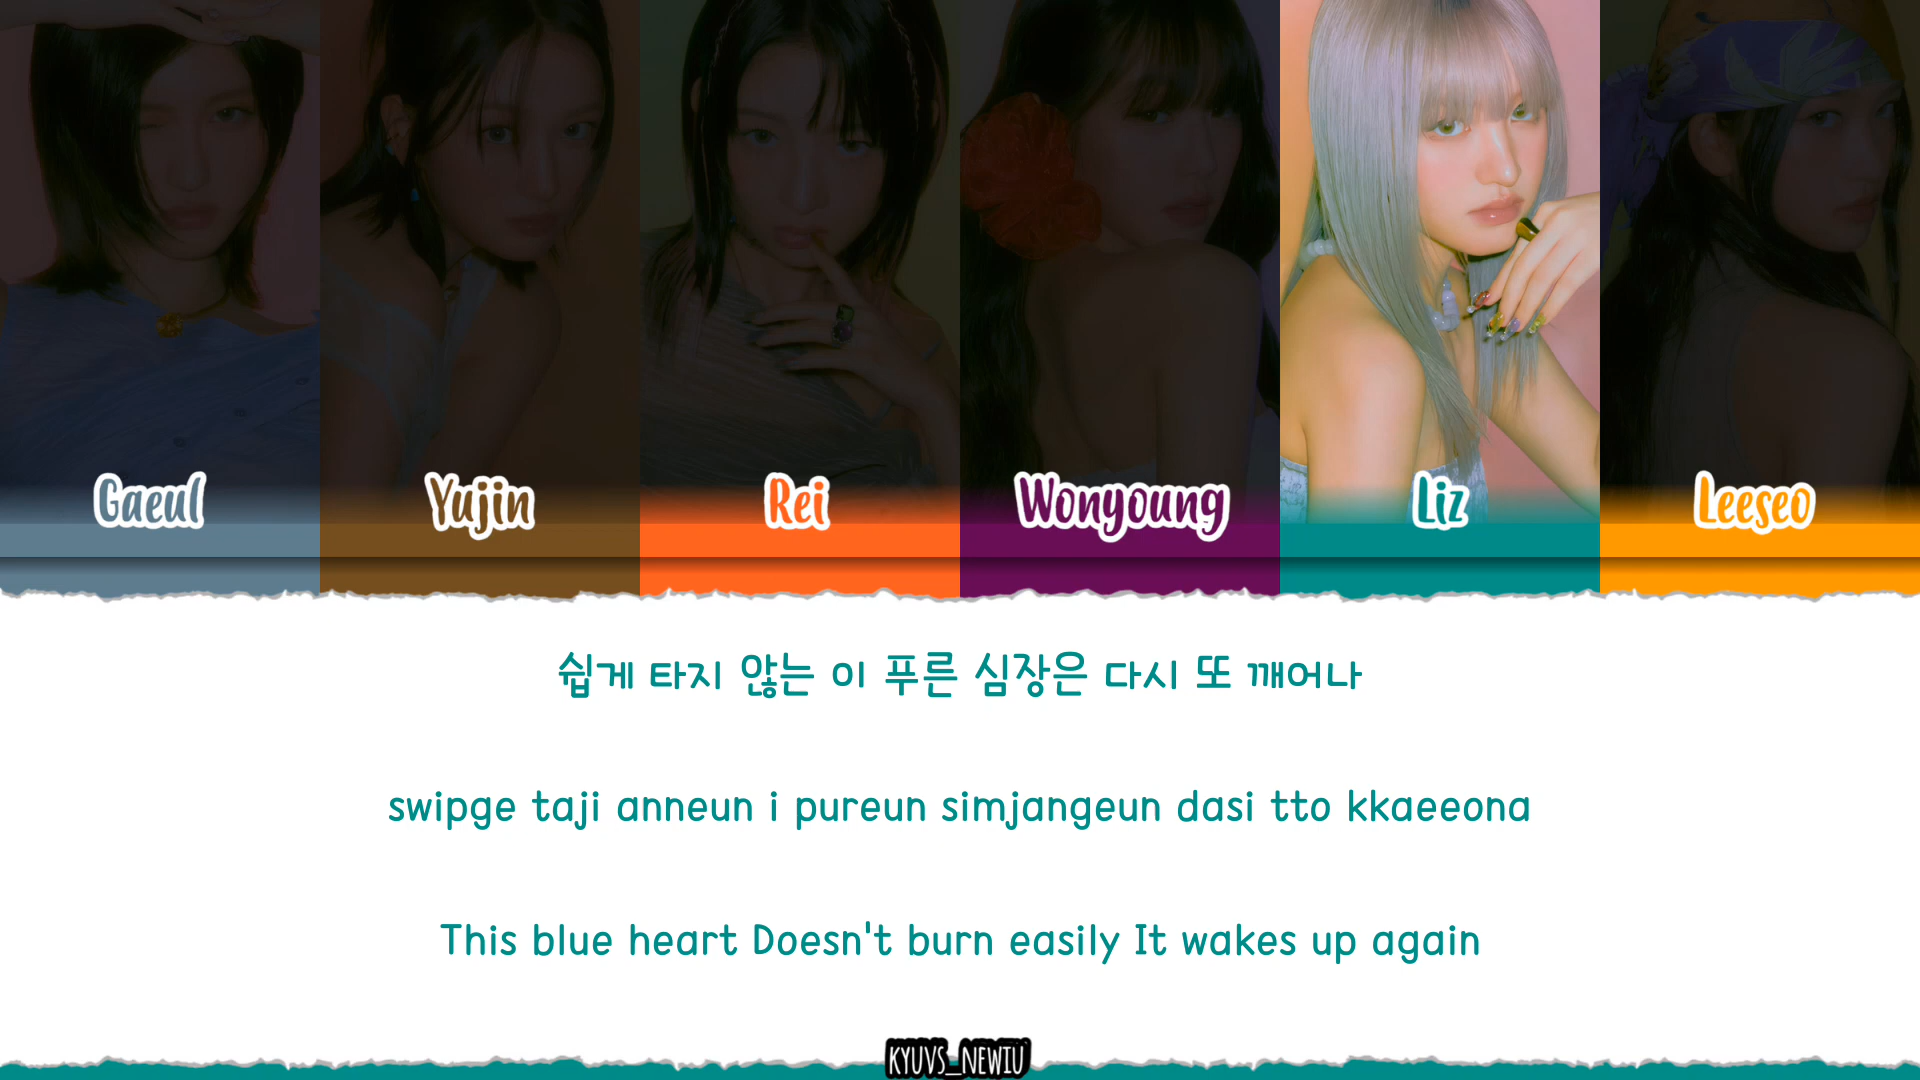 Gaeul
Yujin
Rei
Wonyoung
Liz
Leeseo
쉽게 타지 않는 이 푸른 심장은 다시 또 깨어나
swipge taji anneun i pureun simjangeun dasi tto kkaeeona
This blue heart Doesn't burn easily It wakes up again
KYUVS_NEWIU